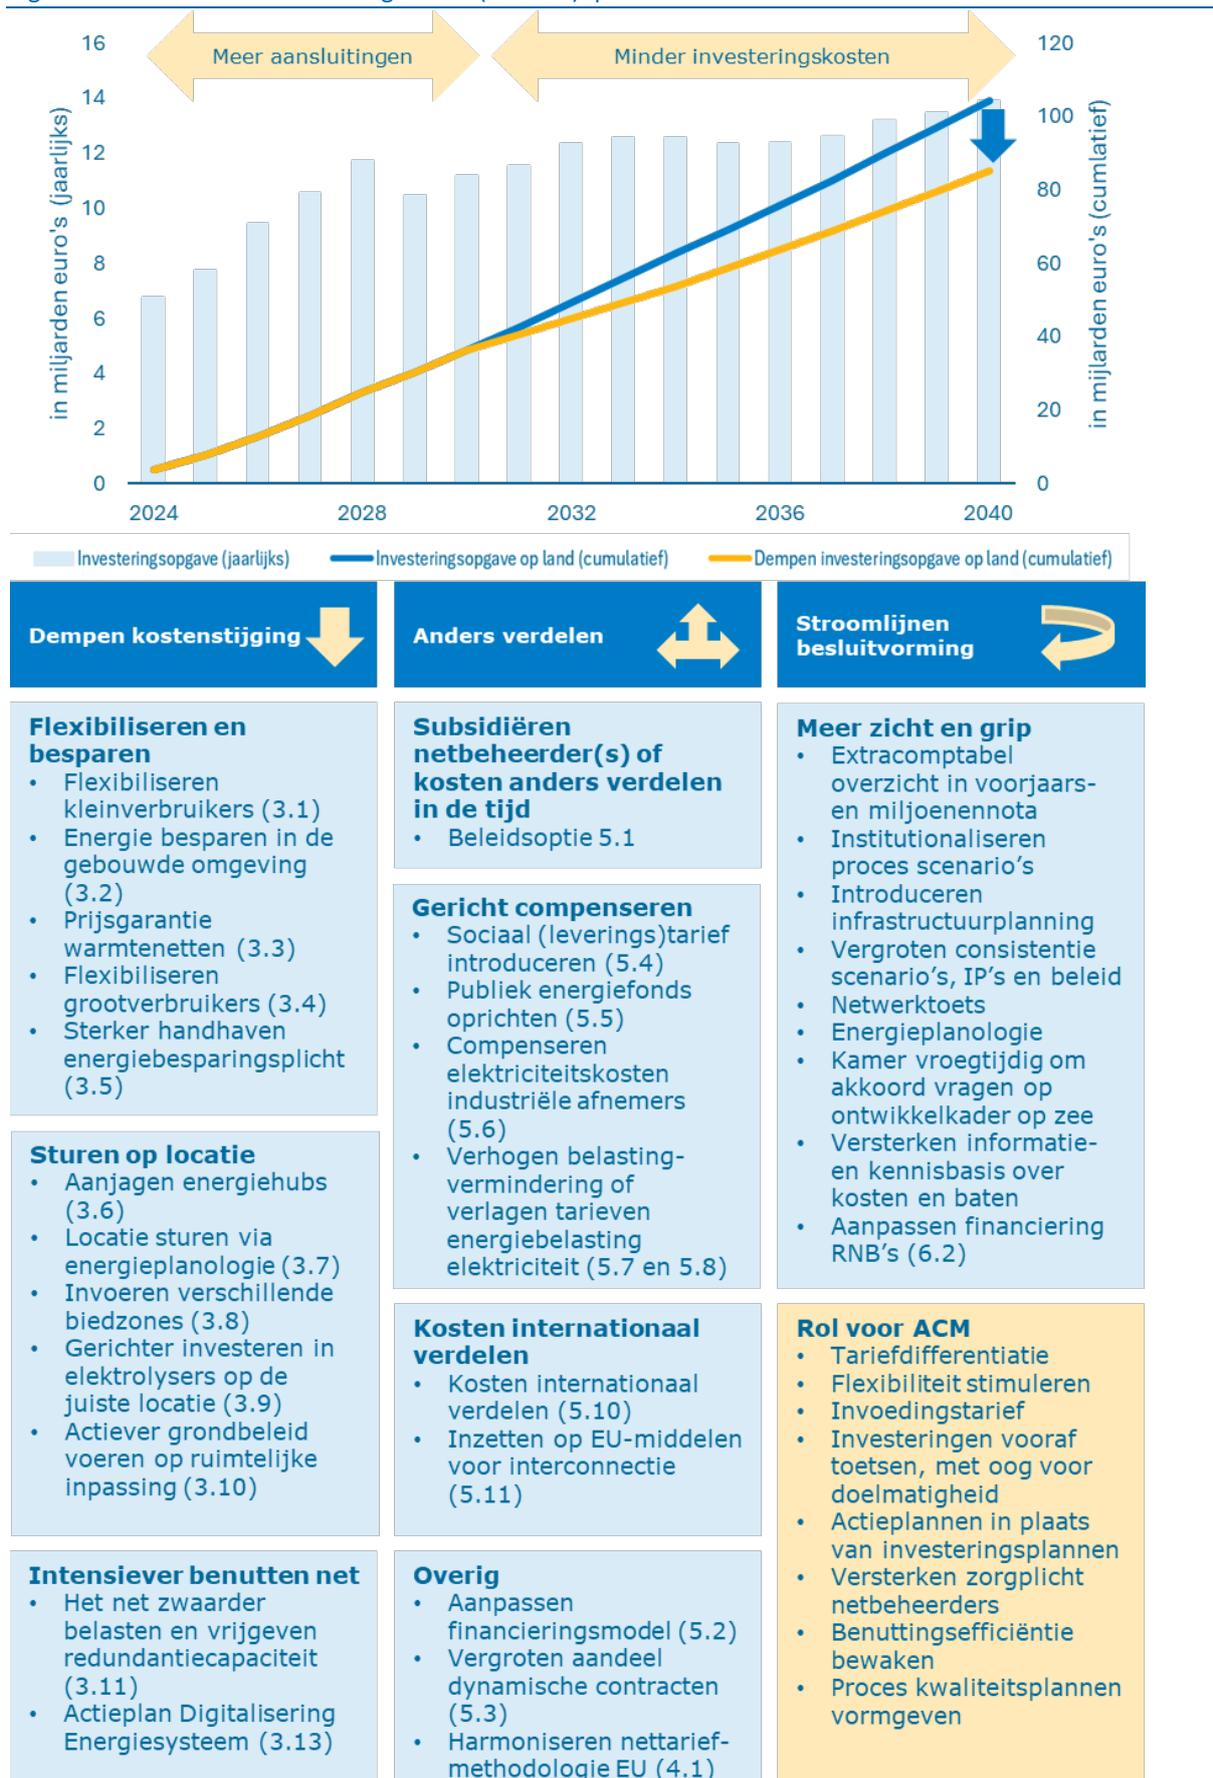 Meer aansluitingen
Minder investeringskosten
16
14
12
10
8
6
4
2
0
in miljarden euro's (jaarlijks)
120
100
80
60
40
20
0
in mijlarden euro's (cumlatief)
2024
2028
2032
2036
2040
Investeringsopgave (jaarlijks)
Investeringsopgave op land (cumulatief)
Dempen investeringsopgave op land (cumulatief)
Dempen kostenstijging
Flexibiliseren en
besparen
• Flexibiliseren
kleinverbruikers (3.1)
• Energie besparen in de
gebouwde omgeving
(3.2)
• Prijsgarantie
warmtenetten (3.3)
• Flexibiliseren
grootverbruikers (3.4)
• Sterker handhaven
energiebesparingsplicht
(3.5)
Sturen op locatie
• Aanjagen energiehubs
(3.6)
• Locatie sturen via
energieplanologie (3.7)
• Invoeren verschillende
biedzones (3.8)
• Gerichter investeren in
elektrolysers op de
juiste locatie (3.9)
• Actiever grondbeleid
voeren op ruimtelijke
inpassing (3.10)
Intensiever benutten net
• Het net zwaarder
belasten en vrijgeven
redundantiecapaciteit
(3.11)
• Actieplan Digitalisering
Energiesysteem (3.13)
Anders verdelen
Subsidiëren
netbeheerder(s) of
kosten anders verdelen
in de tijd
• Beleidsoptie 5.1
Gericht compenseren
• Sociaal (leverings)tarief
introduceren (5.4)
• Publiek energiefonds
oprichten (5.5)
• Compenseren
elektriciteitskosten
industriële afnemers
(5.6)
• Verhogen belasting-
vermindering of
verlagen tarieven
energiebelasting
elektriciteit (5.7 en 5.8)
Kosten internationaal
verdelen
• Kosten internationaal
verdelen (5.10)
• Inzetten op EU-middelen
voor interconnectie
(5.11)
Overig
• Aanpassen
financieringsmodel (5.2)
• Vergroten aandeel
dynamische contracten
(5.3)
• Harmoniseren nettarief-
methodologie EU (4.1)
Stroomlijnen
besluitvorming
Meer zicht en grip
• Extracomptabel
overzicht in voorjaars-
en miljoenennota
• Institutionaliseren
proces scenario's
• Introduceren
infrastructuurplanning
• Vergroten consistentie
scenario's, IP's en beleid
• Netwerktoets
• Energieplanologie
• Kamer vroegtijdig om
akkoord vragen op
ontwikkelkader op zee
• Versterken informatie-
en kennisbasis over
kosten en baten
• Aanpassen financiering
RNB's (6.2)
Rol voor ACM
• Tariefdifferentiatie
• Flexibiliteit stimuleren
• Invoedingstarief
• Investeringen vooraf
toetsen, met oog voor
doelmatigheid
• Actieplannen in plaats
van investeringsplannen
• Versterken zorgplicht
netbeheerders
• Benuttingsefficiëntie
bewaken
• Proces kwaliteitsplannen
vormgeven